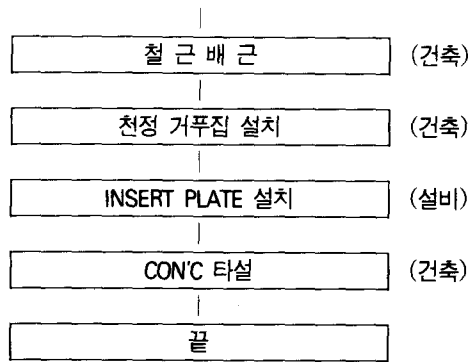 철 근 배 근 (건축)
천정 거푸집 설치 (건축)
INSERT PLATE 설치 (설비)
CON'C 타설 (건축)
끝